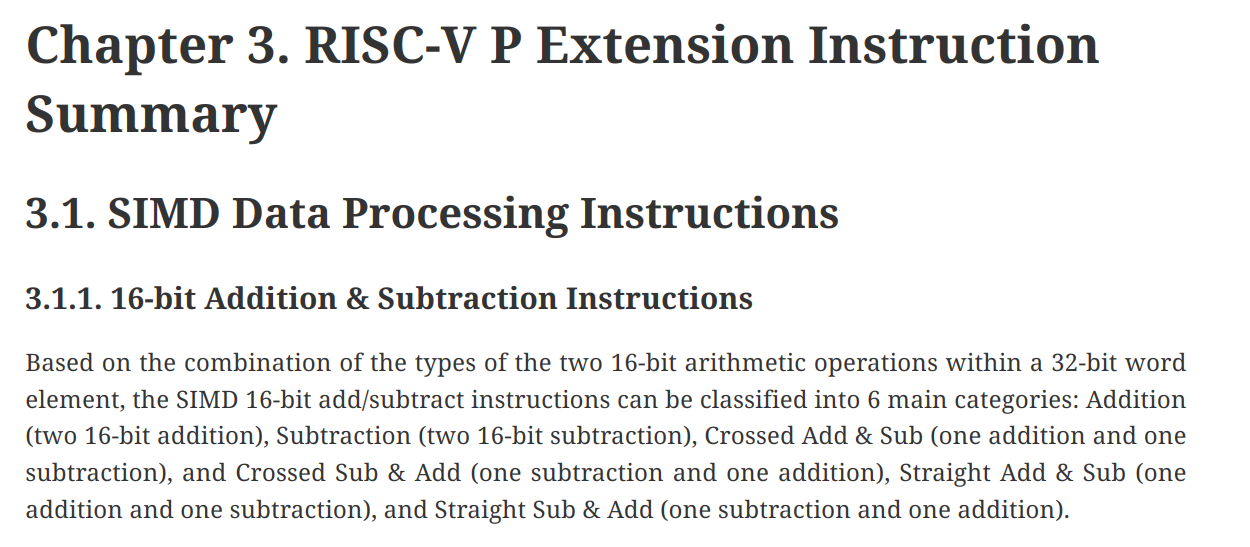 Chapter 3. RISC-V P Extension Instruction
Summary
3.1. SIMD Data Processing Instructions
3.1.1. 16-bit Addition & Subtraction Instructions
Based on the combination of the types of the two 16-bit arithmetic operations within a 32-bit word
element, the SIMD 16-bit add/subtract instructions can be classified into 6 main categories: Addition
(two 16-bit addition), Subtraction (two 16-bit subtraction), Crossed Add & Sub (one addition and one
subtraction), and Crossed Sub & Add (one subtraction and one addition), Straight Add & Sub (one
addition and one subtraction), and Straight Sub & Add (one subtraction and one addition).